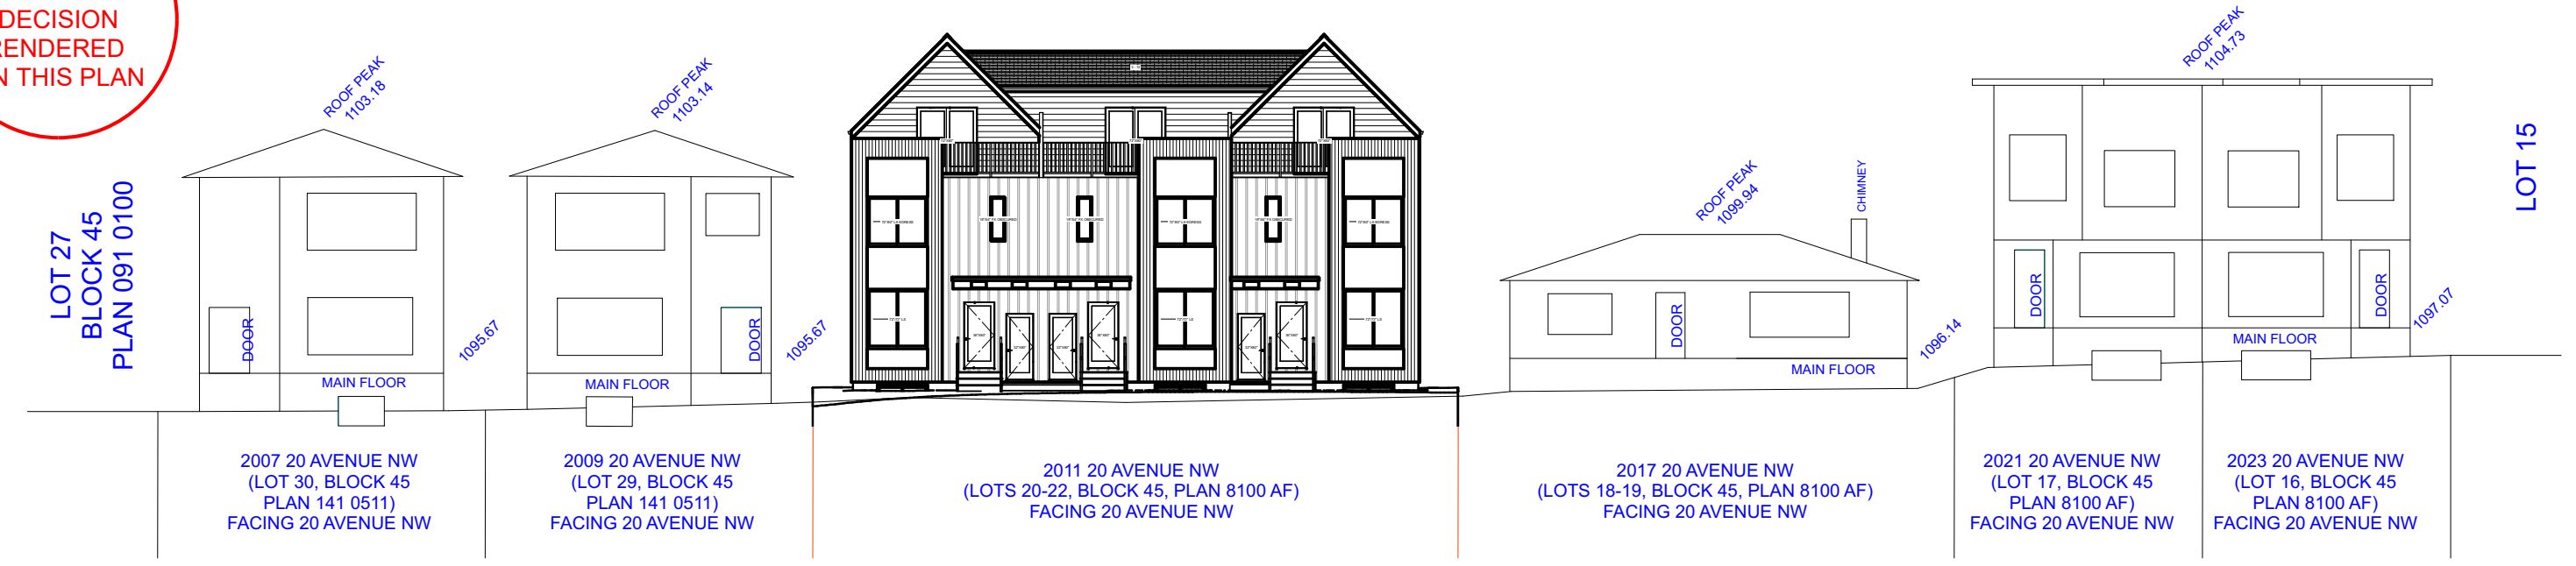 DECISION
RENDERED
THIS PLAN
LOT 27
BLOCK 45
PLAN 091 0100
ROOF PEAK
1103.18
DOOR
MAIN FLOOR
1095.67
2007 20 AVENUE NW
(LOT 30, BLOCK 45
PLAN 141 0511)
FACING 20 AVENUE NW
ROOF PEAK
1103.14
DOOR
MAIN FLOOR
1095.67
2009 20 AVENUE NW
(LOT 29, BLOCK 45
PLAN 141 0511)
FACING 20 AVENUE NW
2011 20 AVENUE NW
(LOTS 20-22, BLOCK 45, PLAN 8100 AF)
FACING 20 AVENUE NW
ROOF PEAK
1099.94
CHIMNEY
DOOR
MAIN FLOOR
1096.14
2017 20 AVENUE NW
(LOTS 18-19, BLOCK 45, PLAN 8100 AF)
FACING 20 AVENUE NW
ROOF PEAK
1104.73
DOOR
DOOR
MAIN FLOOR
1097.07
2021 20 AVENUE NW
(LOT 17, BLOCK 45
PLAN 8100 AF)
FACING 20 AVENUE NW
2023 20 AVENUE NW
(LOT 16, BLOCK 45
PLAN 8100 AF)
FACING 20 AVENUE NW
LOT 15